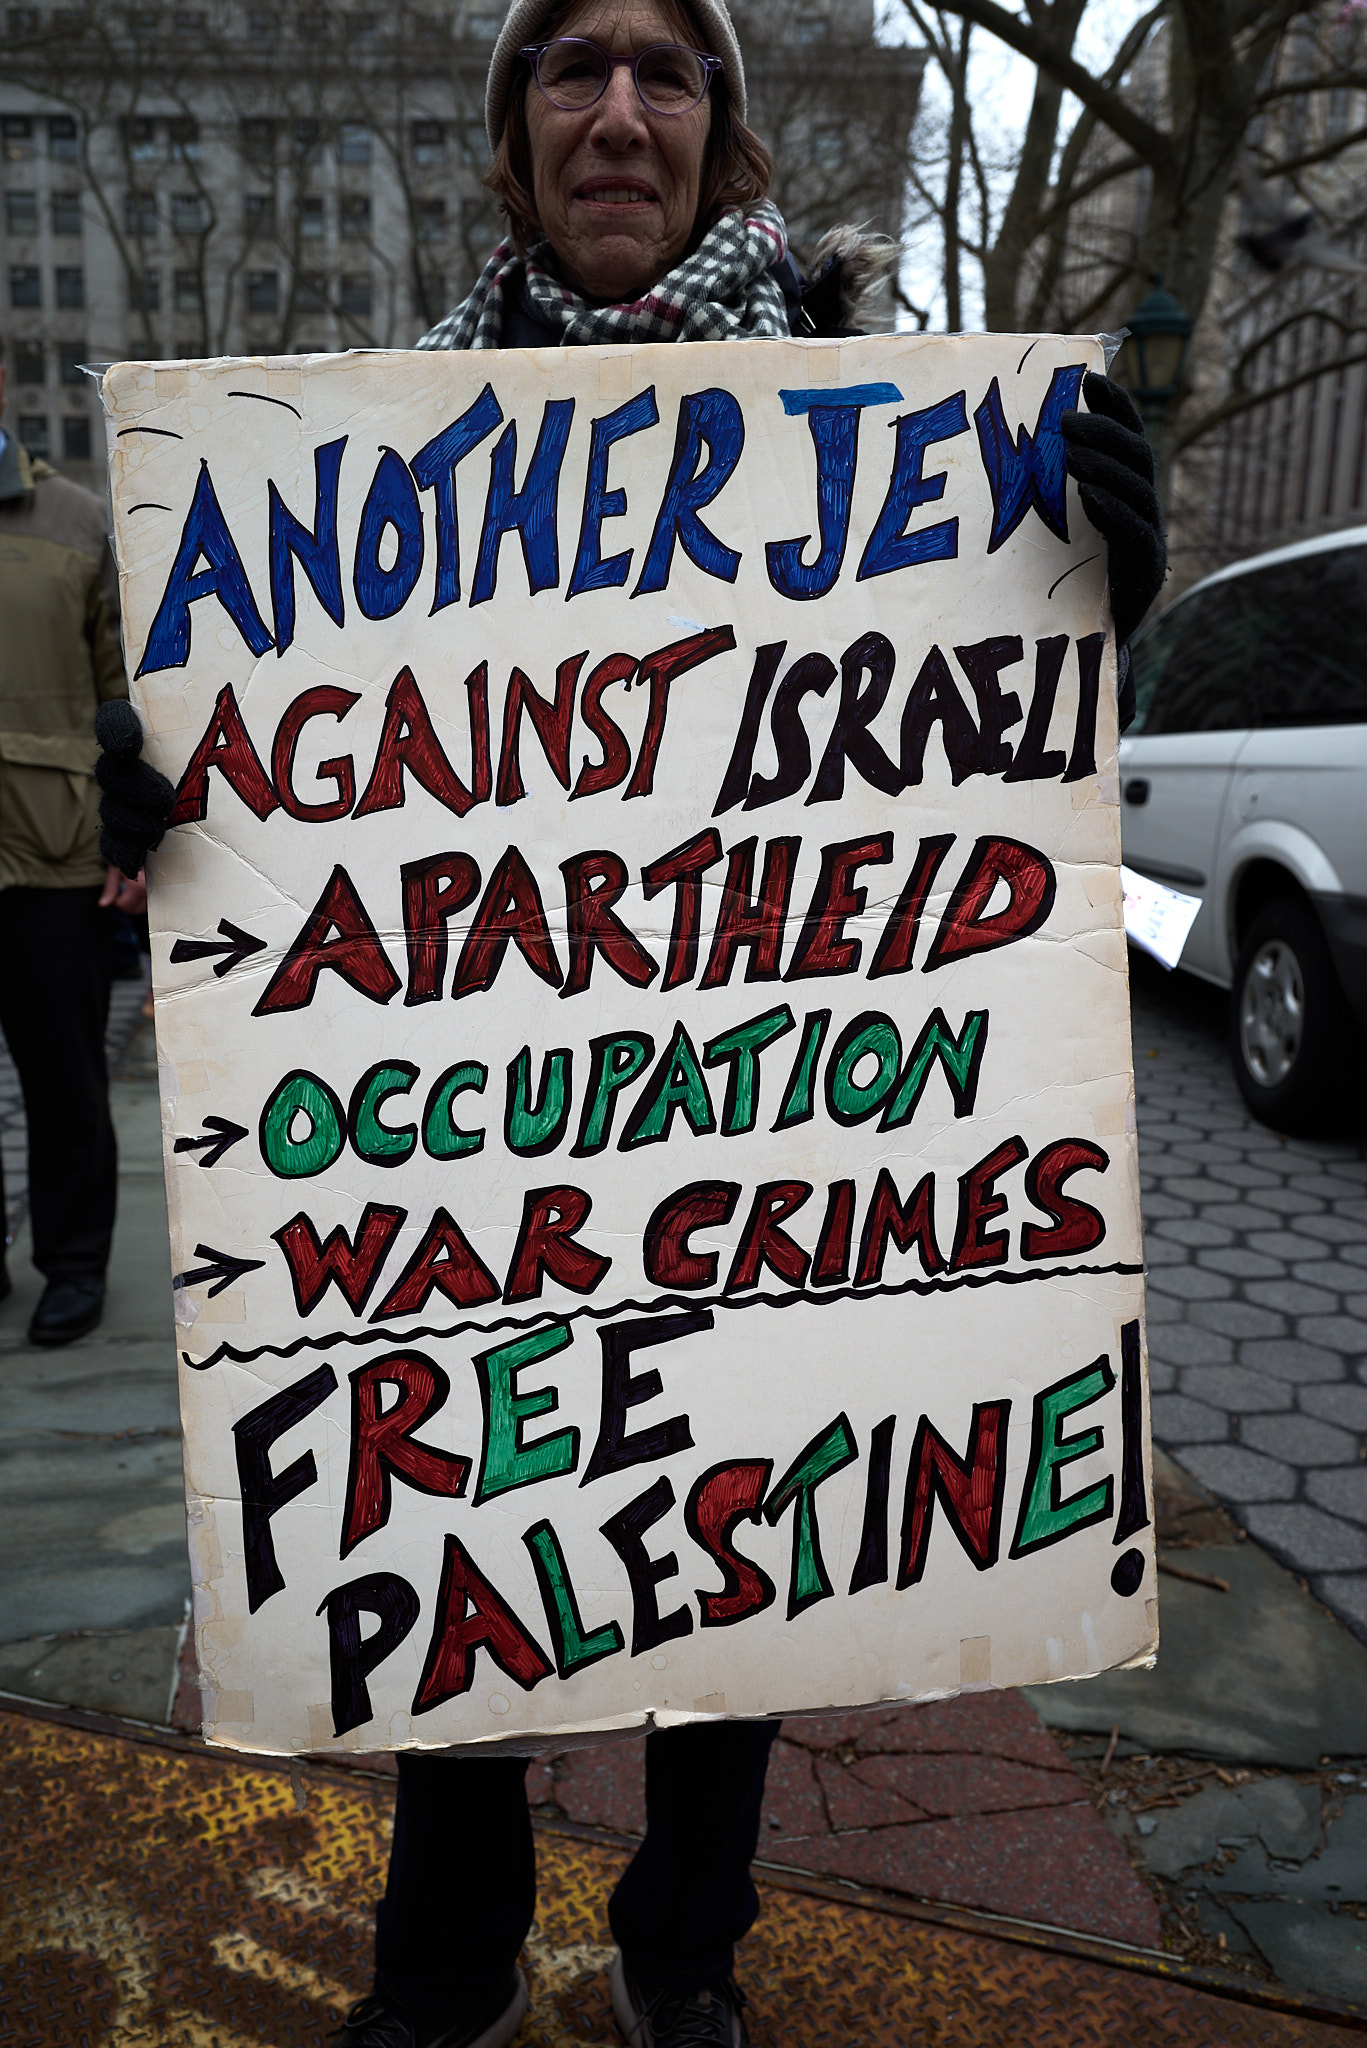 ANOTHER JEW
AGAINST ISRAELI
→ APARTHEID
→ OCCUPATION
→ WAR CRIMES
FREE
PALESTINE!